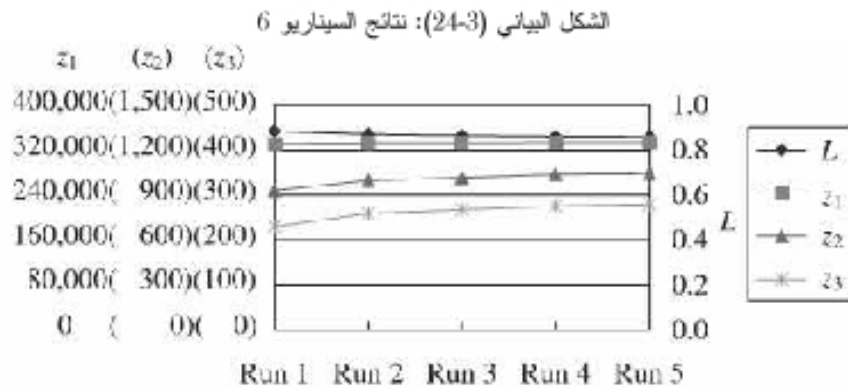 الشكل البياني (3-24): نتائج السيناريو 6
z1 (z2) (z3)
400,000(1,500)(500) 1.0
320,000(1,200)(400) 0.8
240,000( 900)(300) 0.6
160,000( 600)(200) 0.4
80,000( 300)(100) 0.2
0 ( 0)( 0) 0.0
L
Run 1 Run 2 Run 3 Run 4 Run 5
L
z1
z2
z3